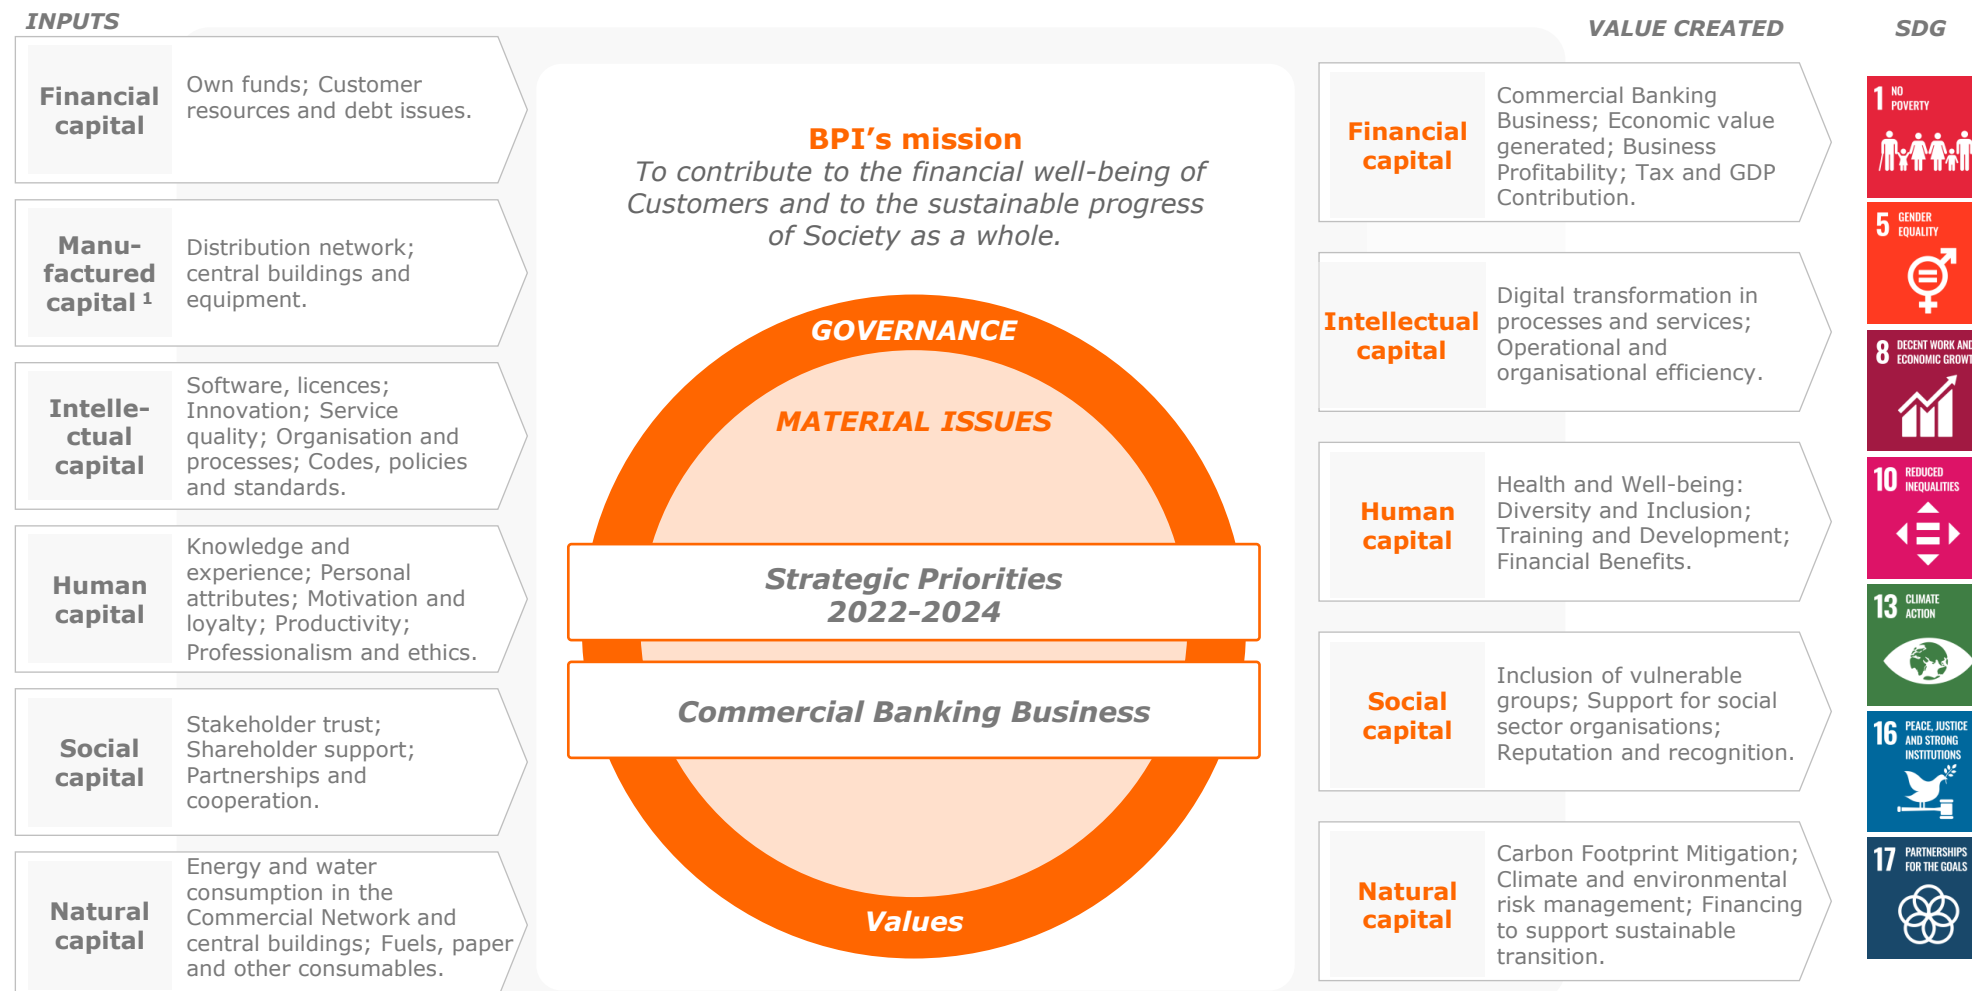 INPUTS
Financial
capital
Own funds; Customer
resources and debt issues.
Manu-
factured
capital 1
Distribution network;
central buildings and
equipment.
Intelle-
ctual
capital
Software, licences;
Innovation; Service
quality; Organisation and
processes; Codes, policies
and standards.
Human
capital
Knowledge and
experience; Personal
attributes; Motivation and
loyalty; Productivity;
Professionalism and ethics.
Social
capital
Stakeholder trust;
Shareholder support;
Partnerships and
cooperation.
Natural
capital
Energy and water
consumption in the
Commercial Network and
central buildings; Fuels, paper
and other consumables.
BPI’s mission
To contribute to the financial well-being of
Customers and to the sustainable progress
of Society as a whole.
GOVERNANCE
MATERIAL ISSUES
Strategic Priorities
2022-2024
Commercial Banking Business
Values
VALUE CREATED
Financial
capital
Commercial Banking
Business; Economic value
generated; Business
Profitability; Tax and GDP
Contribution.
Intellectual
capital
Digital transformation in
processes and services;
Operational and
organisational efficiency.
Human
capital
Health and Well-being:
Diversity and Inclusion;
Training and Development;
Financial Benefits.
Social
capital
Inclusion of vulnerable
groups; Support for social
sector organisations;
Reputation and recognition.
Natural
capital
Carbon Footprint Mitigation;
Climate and environmental
risk management; Financing
to support sustainable
transition.
SDG
1 NO
POVERTY
5 GENDER
EQUALITY
8 DECENT WORK AND
ECONOMIC GROWT
10 REDUCED
INEQUALITIES
13 CLIMATE
ACTION
16 PEACE, JUSTICE
AND STRONG
INSTITUTIONS
17 PARTNERSHIPS
FOR THE GOALS